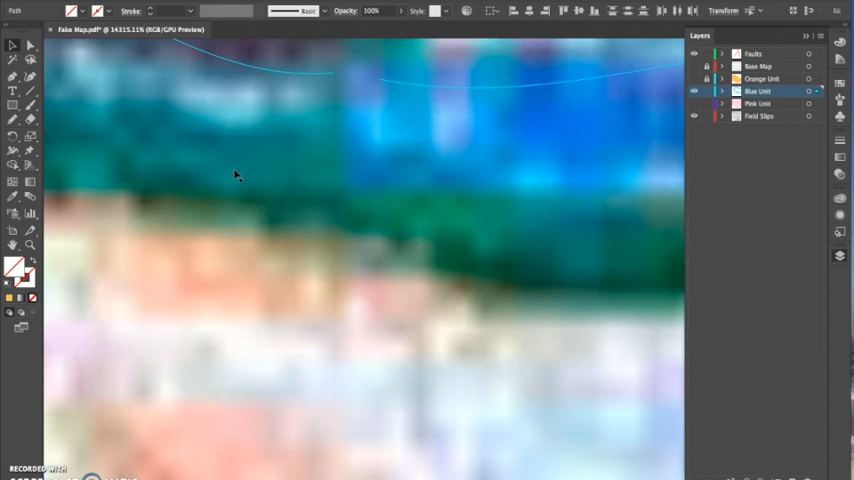 Path
Stroke:
Basic
Opacity: 100%
Style:
Transform
Fake Map.pdf* @ 14315.11% (RGB/GPU Preview)
Layers
Faults
Base Map
Orange Unit
Blue Unit
Pink Unit
Field Slips
RECORDED WITH